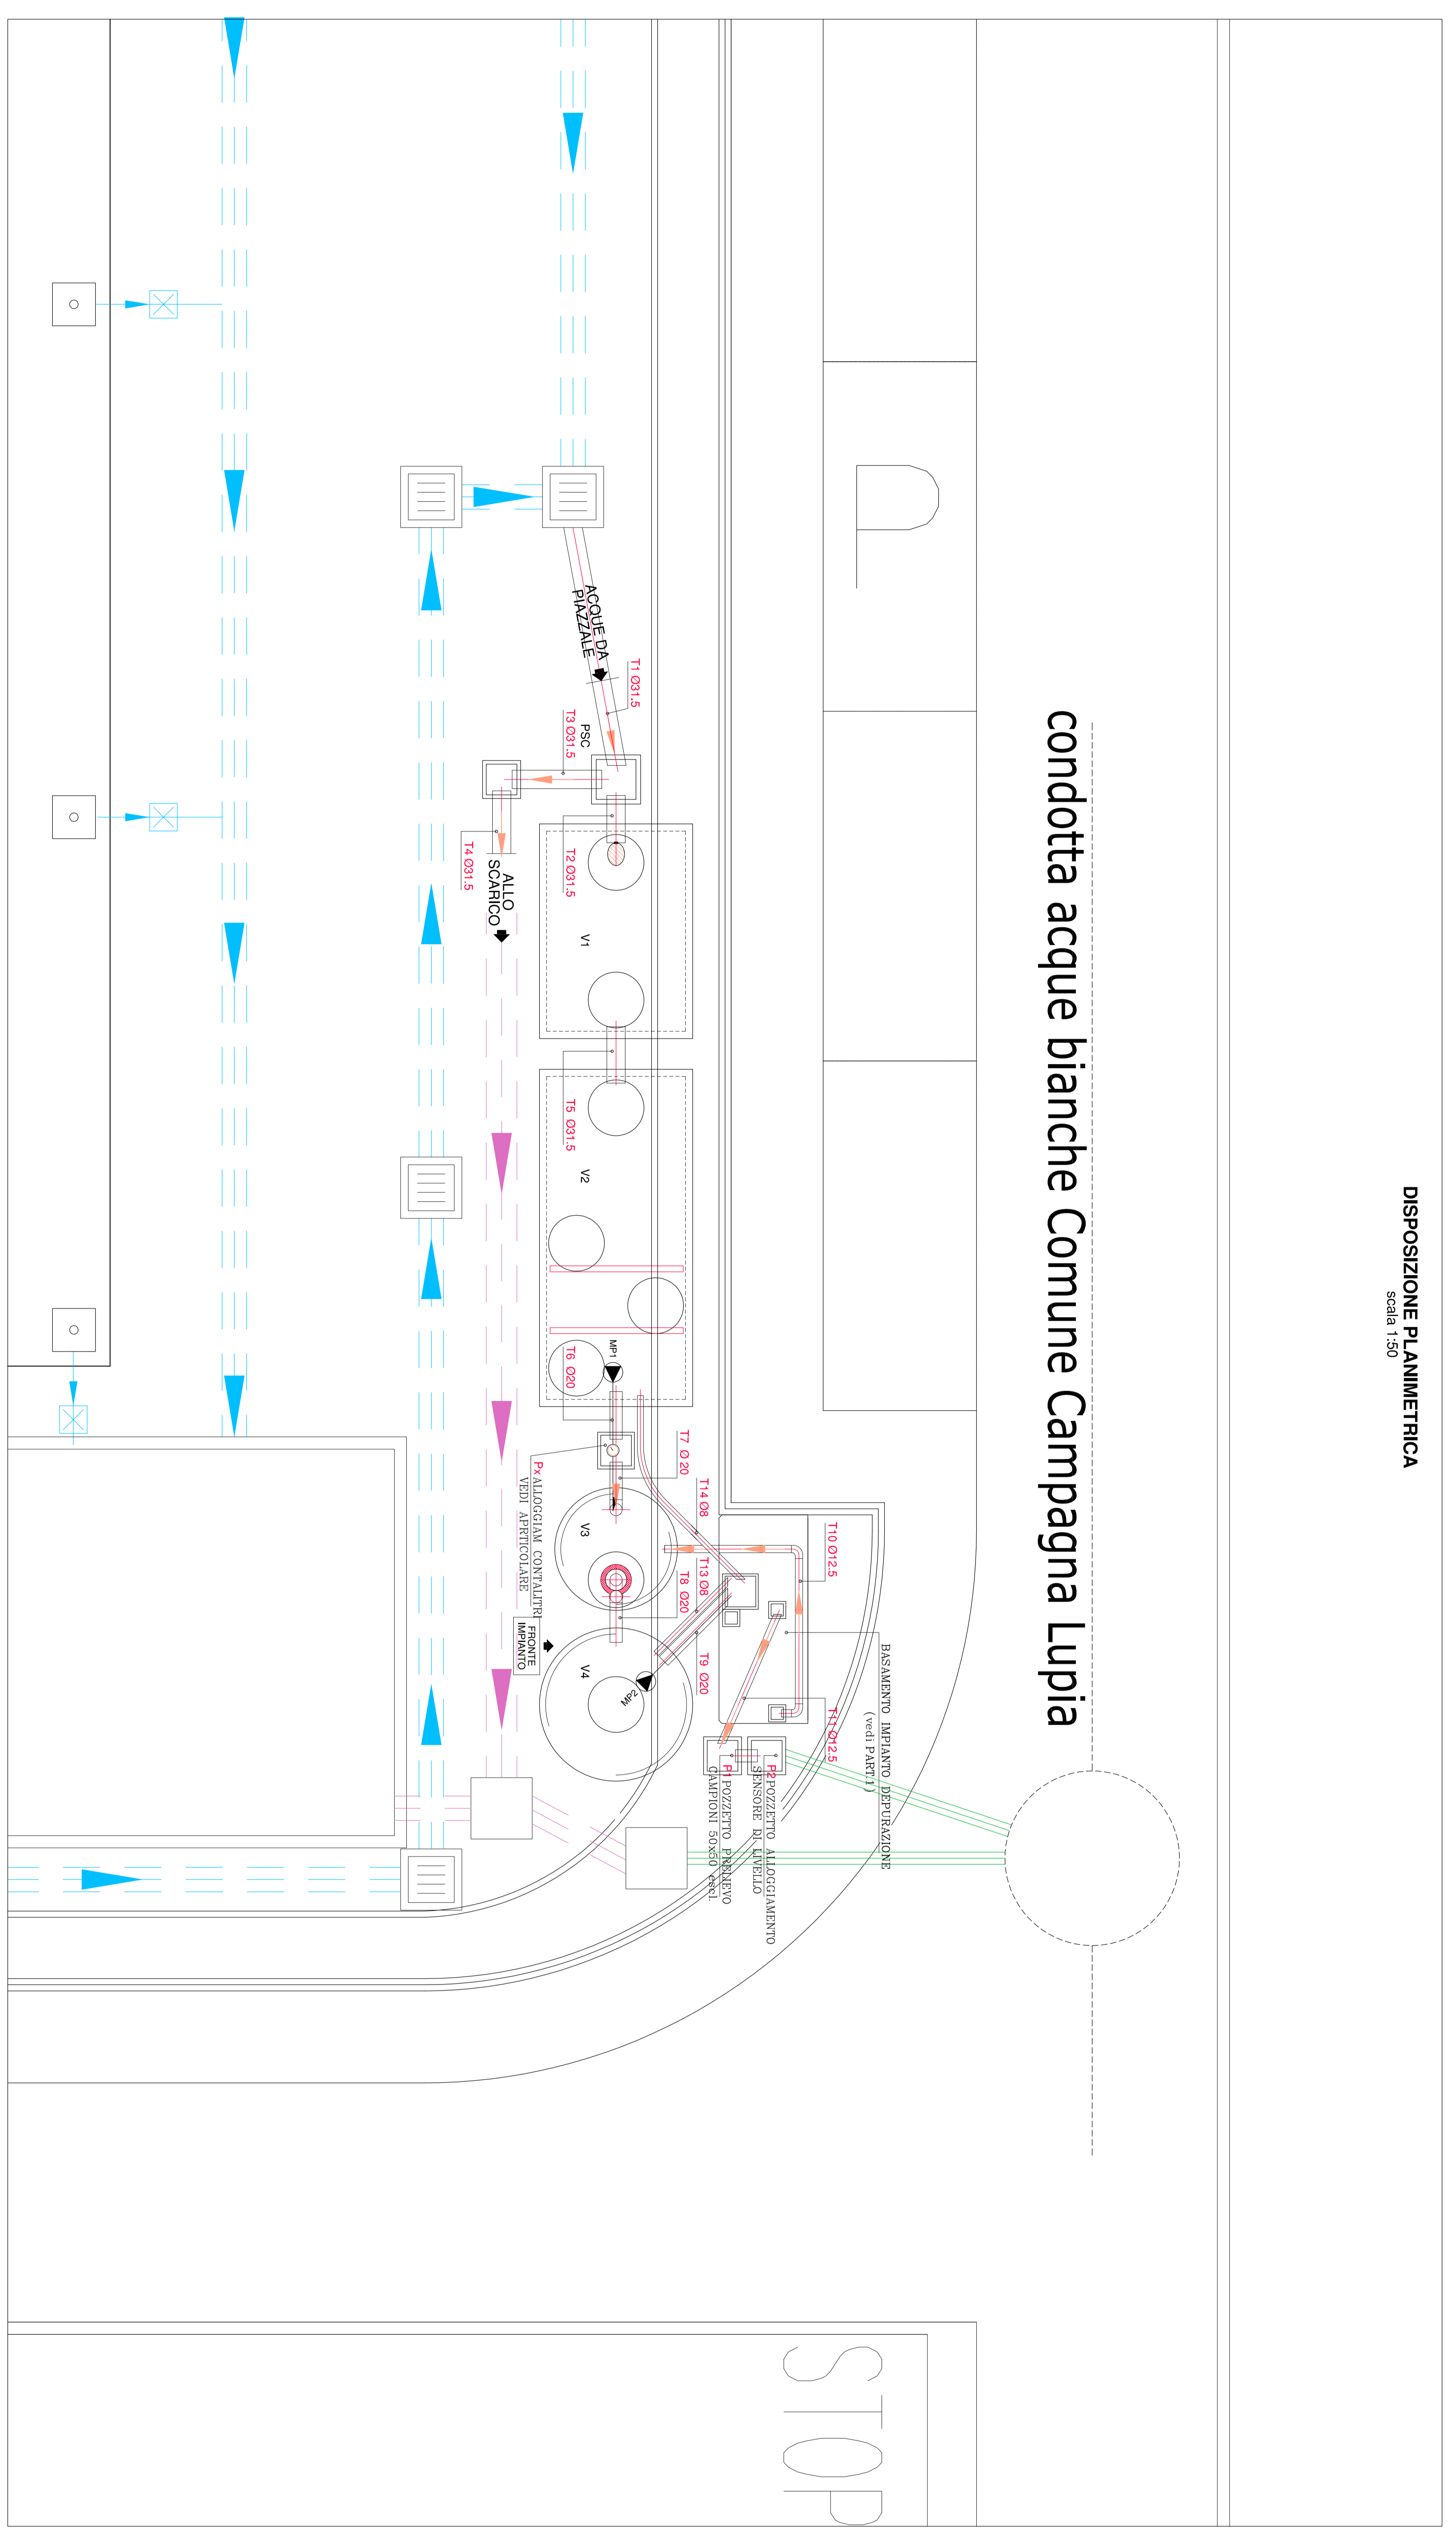 DISPOSIZIONE PLANIMETRICA
scala 1:50
condotta acque bianche Comune Campagna Lupia
P
STOP
ACQUE DA
PIAZZALE
T1 Ø31.5
PSC
T3 Ø31.5
T2 Ø31.5
T4 Ø31.5
ALLO
SCARICO
V1
T5 Ø31.5
V2
MP1
T6 Ø20
T7 Ø 20
T14 Ø8
Px ALLOGGIAM CONTALITRI
VEDI APRTICOLARE
V3
T13 Ø8
T8 Ø20
T10 Ø12.5
FRONTE
IMPIANTO
V4
MP2
T9 Ø20
T11 Ø12.5
BASAMENTO IMPIANTO DEPURAZIONE
(vedi PART.1)
P2 POZZETTO ALLOGGIAMENTO
SENSORE DI LIVELLO
P1 POZZETTO PRELIEVO
CAMPIONI 50x50 escl.